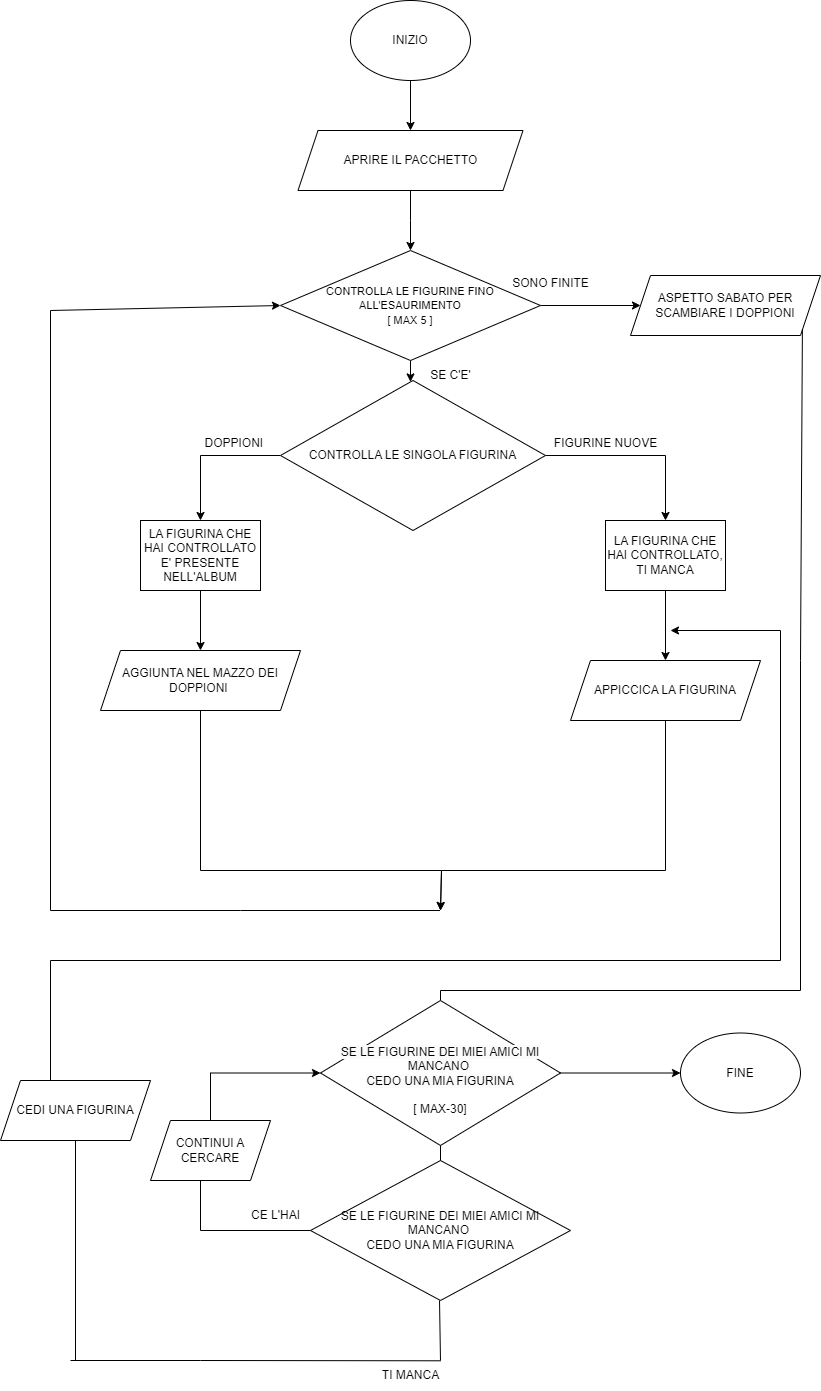 INIZIO
APRIRE IL PACCHETTO
CONTROLLA LE FIGURINE FINO
ALL'ESAURIMENTO
[ MAX 5 ]
SONO FINITE
ASPETTO SABATO PER
SCAMBIARE I DOPPIONI
SE C'E'
CONTROLLA LE SINGOLA FIGURINA
DOPPIONI
FIGURINE NUOVE
LA FIGURINA CHE
HAI CONTROLLATO
E' PRESENTE
NELL'ALBUM
LA FIGURINA CHE
HAI CONTROLLATO,
TI MANCA
AGGIUNTA NEL MAZZO DEI
DOPPIONI
APPICCICA LA FIGURINA
SE LE FIGURINE DEI MIEI AMICI MI
MANCANO
CEDO UNA MIA FIGURINA
[ MAX-30]
FINE
CEDI UNA FIGURINA
CONTINUI A
CERCARE
CE L'HAI
SE LE FIGURINE DEI MIEI AMICI MI
MANCANO
CEDO UNA MIA FIGURINA
TI MANCA